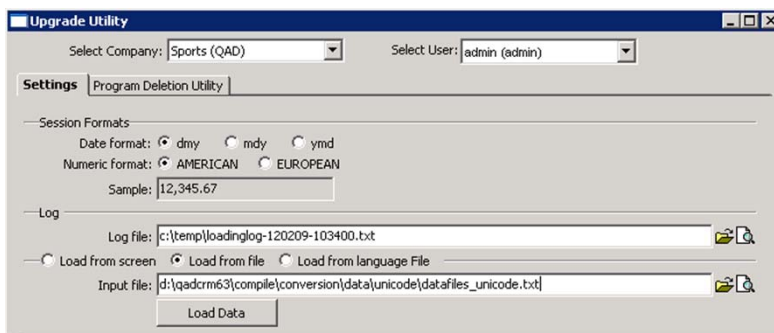 Upgrade Utility
Select Company: Sports (QAD) Select User: admin (admin)
Settings Program Deletion Utility
Session Formats
Date format: dmy mdy ymd
Numeric format: AMERICAN EUROPEAN
Sample: 12,345.67
Log
Log file: c:\temp\loadinglog-120209-103400.txt
Load from screen Load from file Load from language File
Input file: d:\qadcrm63\compile\conversion\data\unicode\datafiles_unicode.txt
Load Data